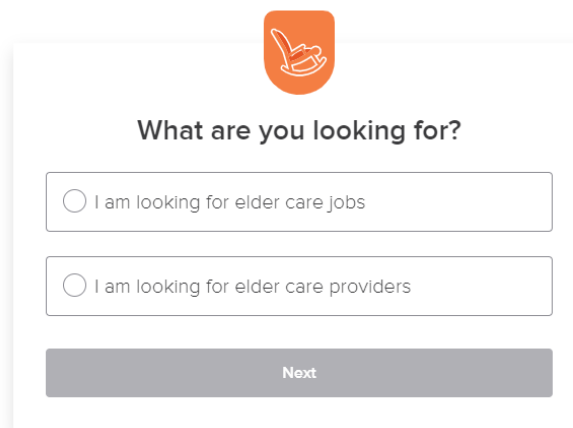 What are you looking for?
I am looking for elder care jobs
I am looking for elder care providers
Next